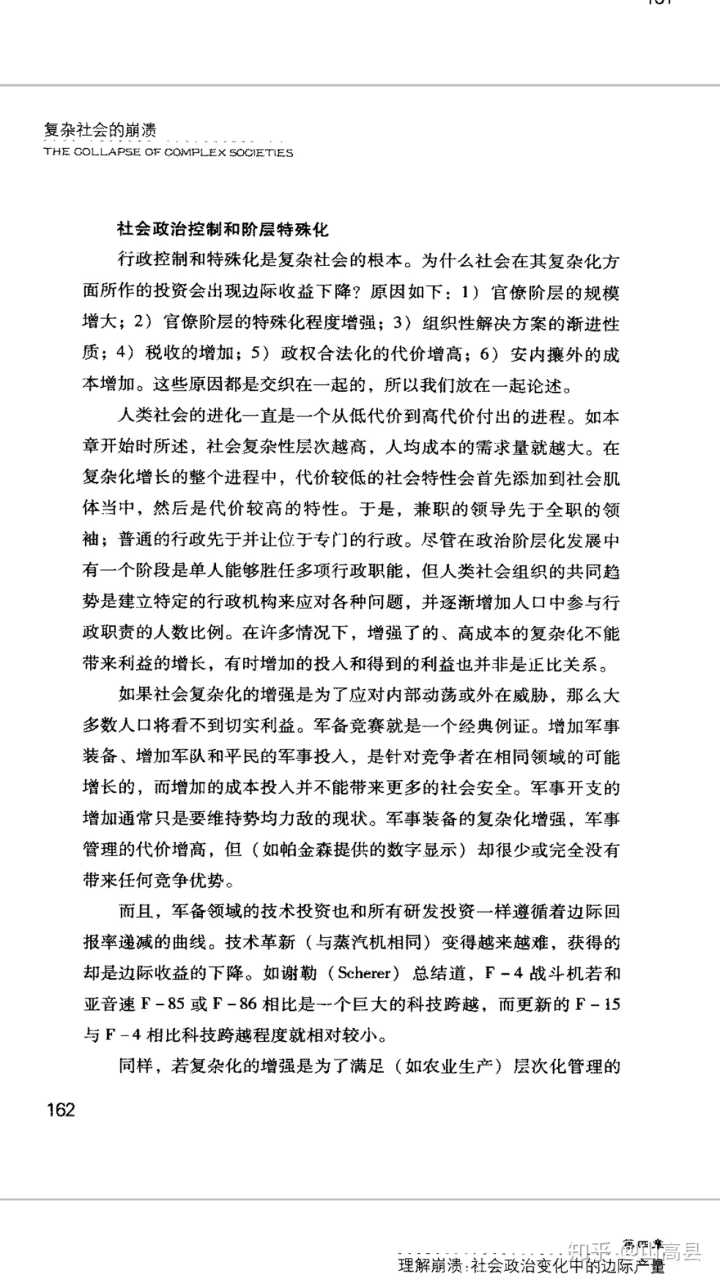 复杂社会的崩溃
THE COLLAPSE OF COMPLEX SOCIETIES
社会政治控制和阶层特殊化
行政控制和特殊化是复杂社会的根本。为什么社会在其复杂化方
面所作的投资会出现边际收益下降？原因如下：1）官僚阶层的规模
增大；2）官僚阶层的特殊化程度增强；3）组织性解决方案的渐进性
质；4）税收的增加；5）政权合法化的代价增高；6）安内攘外的成
本增加。这些原因都是交织在一起的，所以我们放在一起论述。
人类社会的进化一直是一个从低代价到高代价付出的进程。如本
章开始时所述，社会复杂性层次越高，人均成本的需求量就越大。在
复杂化增长的整个进程中，代价较低的社会特性会首先添加到社会肌
体当中，然后是代价较高的特性。于是，兼职的领导先于全职的领
袖；普通的行政先于并让位于专门的行政。尽管在政治阶层化发展中
有一个阶段是单人能够胜任多项行政职能，但人类社会组织的共同趋
势是建立特定的行政机构来应对各种问题，并逐渐增加人口中参与行
政职责的人数比例。在许多情况下，增强了的、高成本的复杂化不能
带来利益的增长，有时增加的投入和得到的利益也并非是正比关系。
如果社会复杂化的增强是为了应对内部动荡或外在威胁，那么大
多数人口将看不到切实利益。军备竞赛就是一个经典例证。增加军事
装备、增加军队和平民的军事投入，是针对竞争者在相同领域的可能
增长的，而增加的成本投入并不能带来更多的社会安全。军事开支的
增加通常只是要维持势均力敌的现状。军事装备的复杂化增强，军事
管理的代价增高，但（如帕金森提供的数字显示）却很少或完全没有
带来任何竞争优势。
而且，军备领域的技术投资也和所有研发投资一样遵循着边际回
报率递减的曲线。技术革新（与蒸汽机相同）变得越来越难，获得的
却是边际收益的下降。如谢勒（Scherer）总结道，F－4 战斗机若和
亚音速 F－85 或 F－86 相比是一个巨大的科技跨越，而更新的 F－15
与 F－4 相比科技跨越程度就相对较小。
同样，若复杂化的增强是为了满足（如农业生产）层次化管理的
162
第四章
知乎 @山高县
理解崩溃:社会政治变化中的边际产量